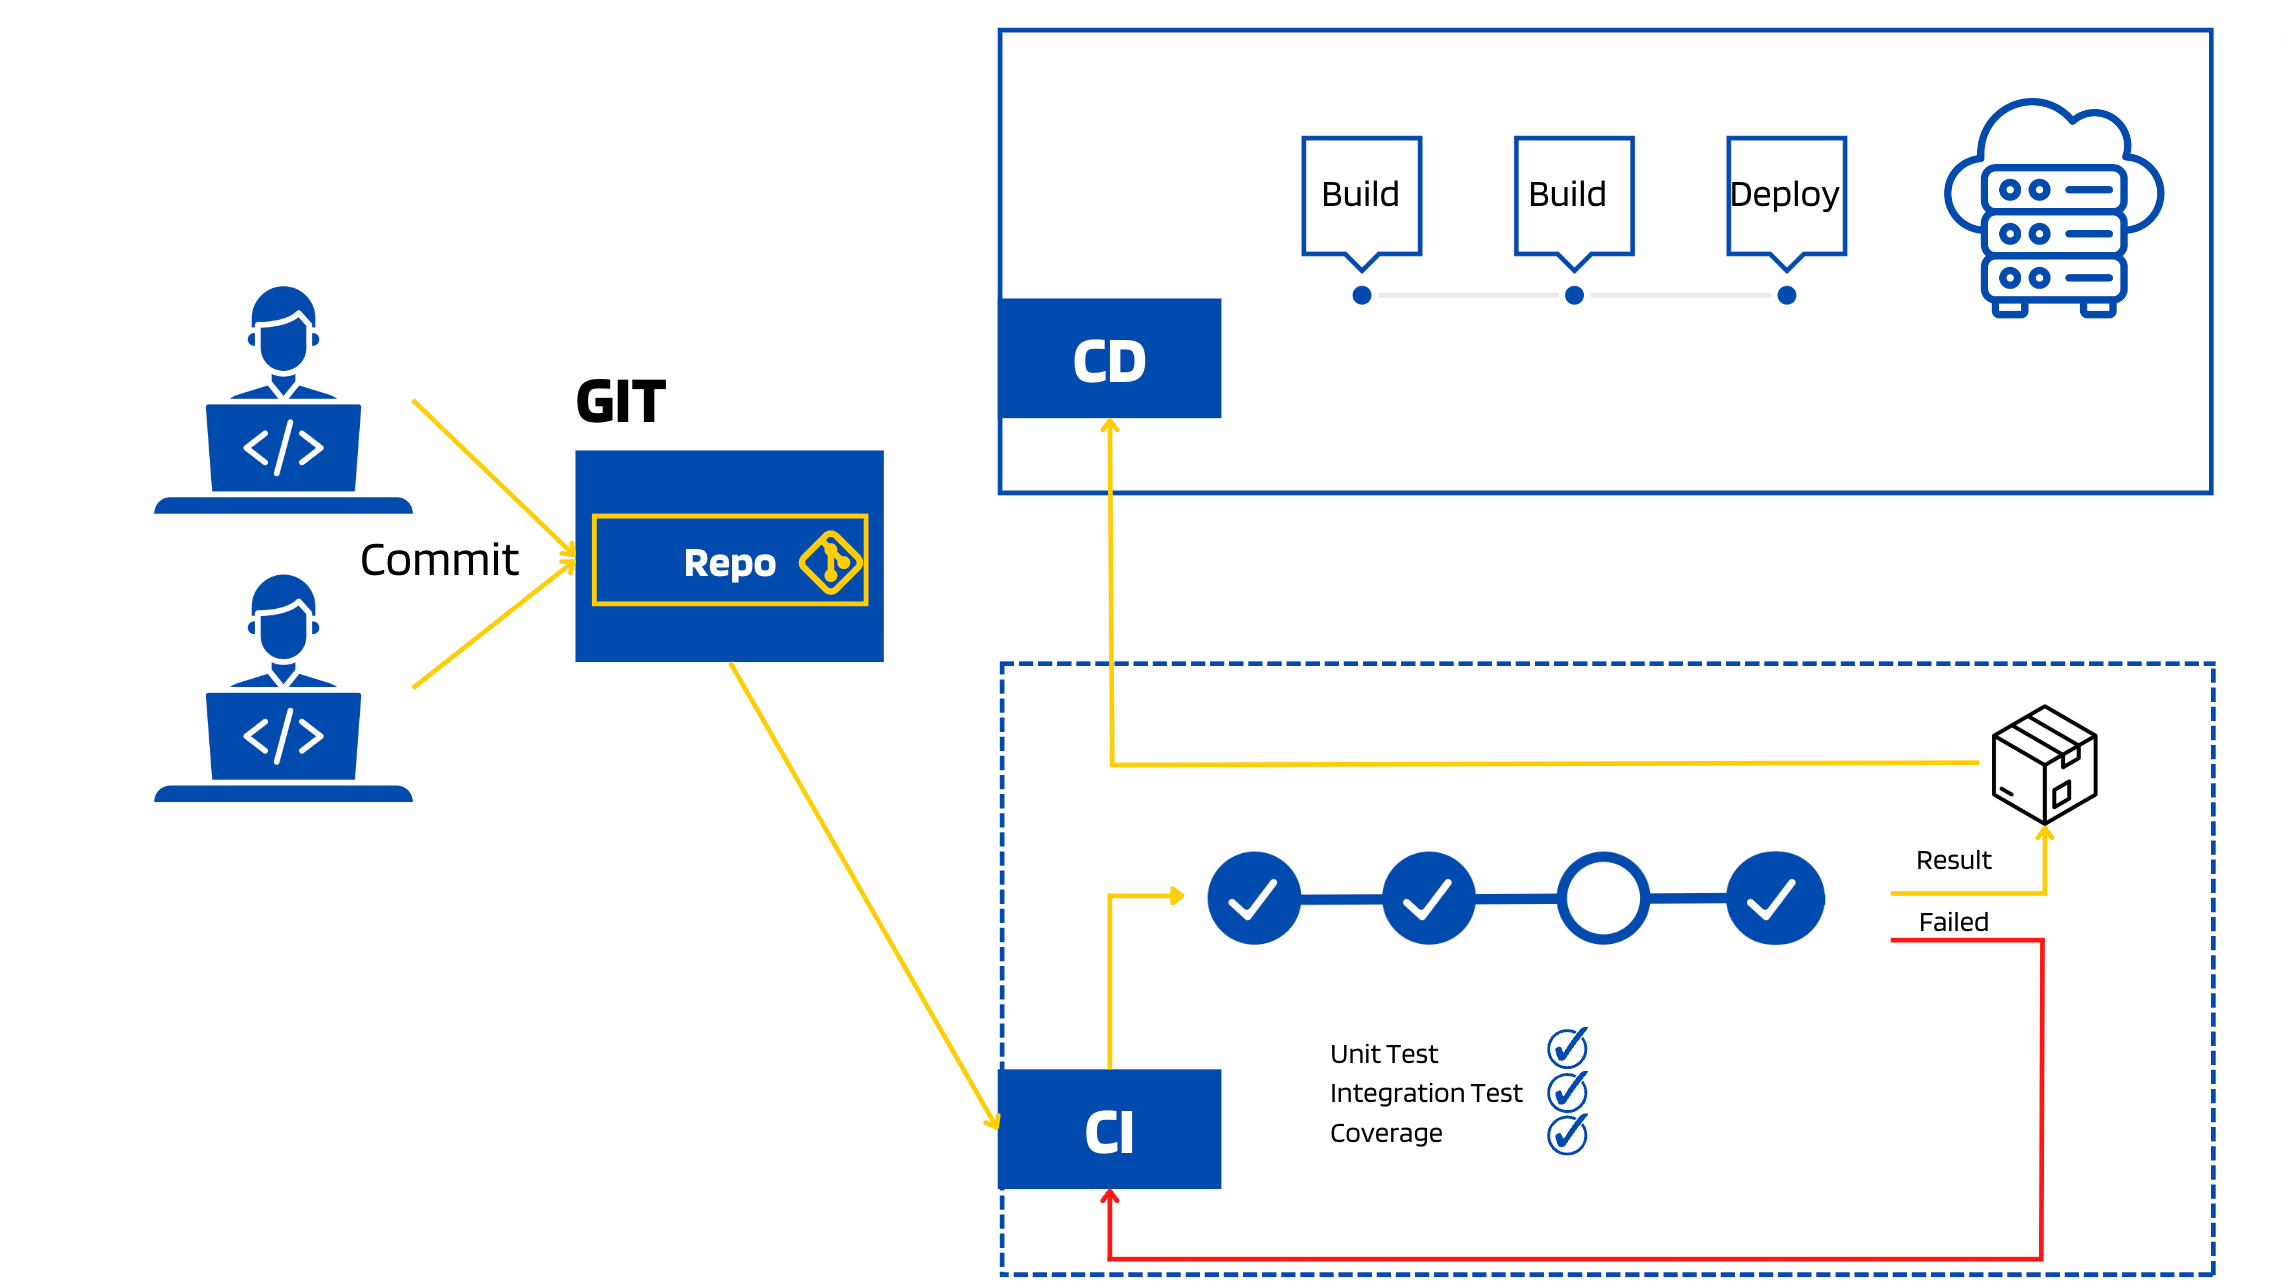 Build
Build
Deploy
CD
GIT
Commit
Repo
Result
Failed
Unit Test
Integration Test
Coverage
CI